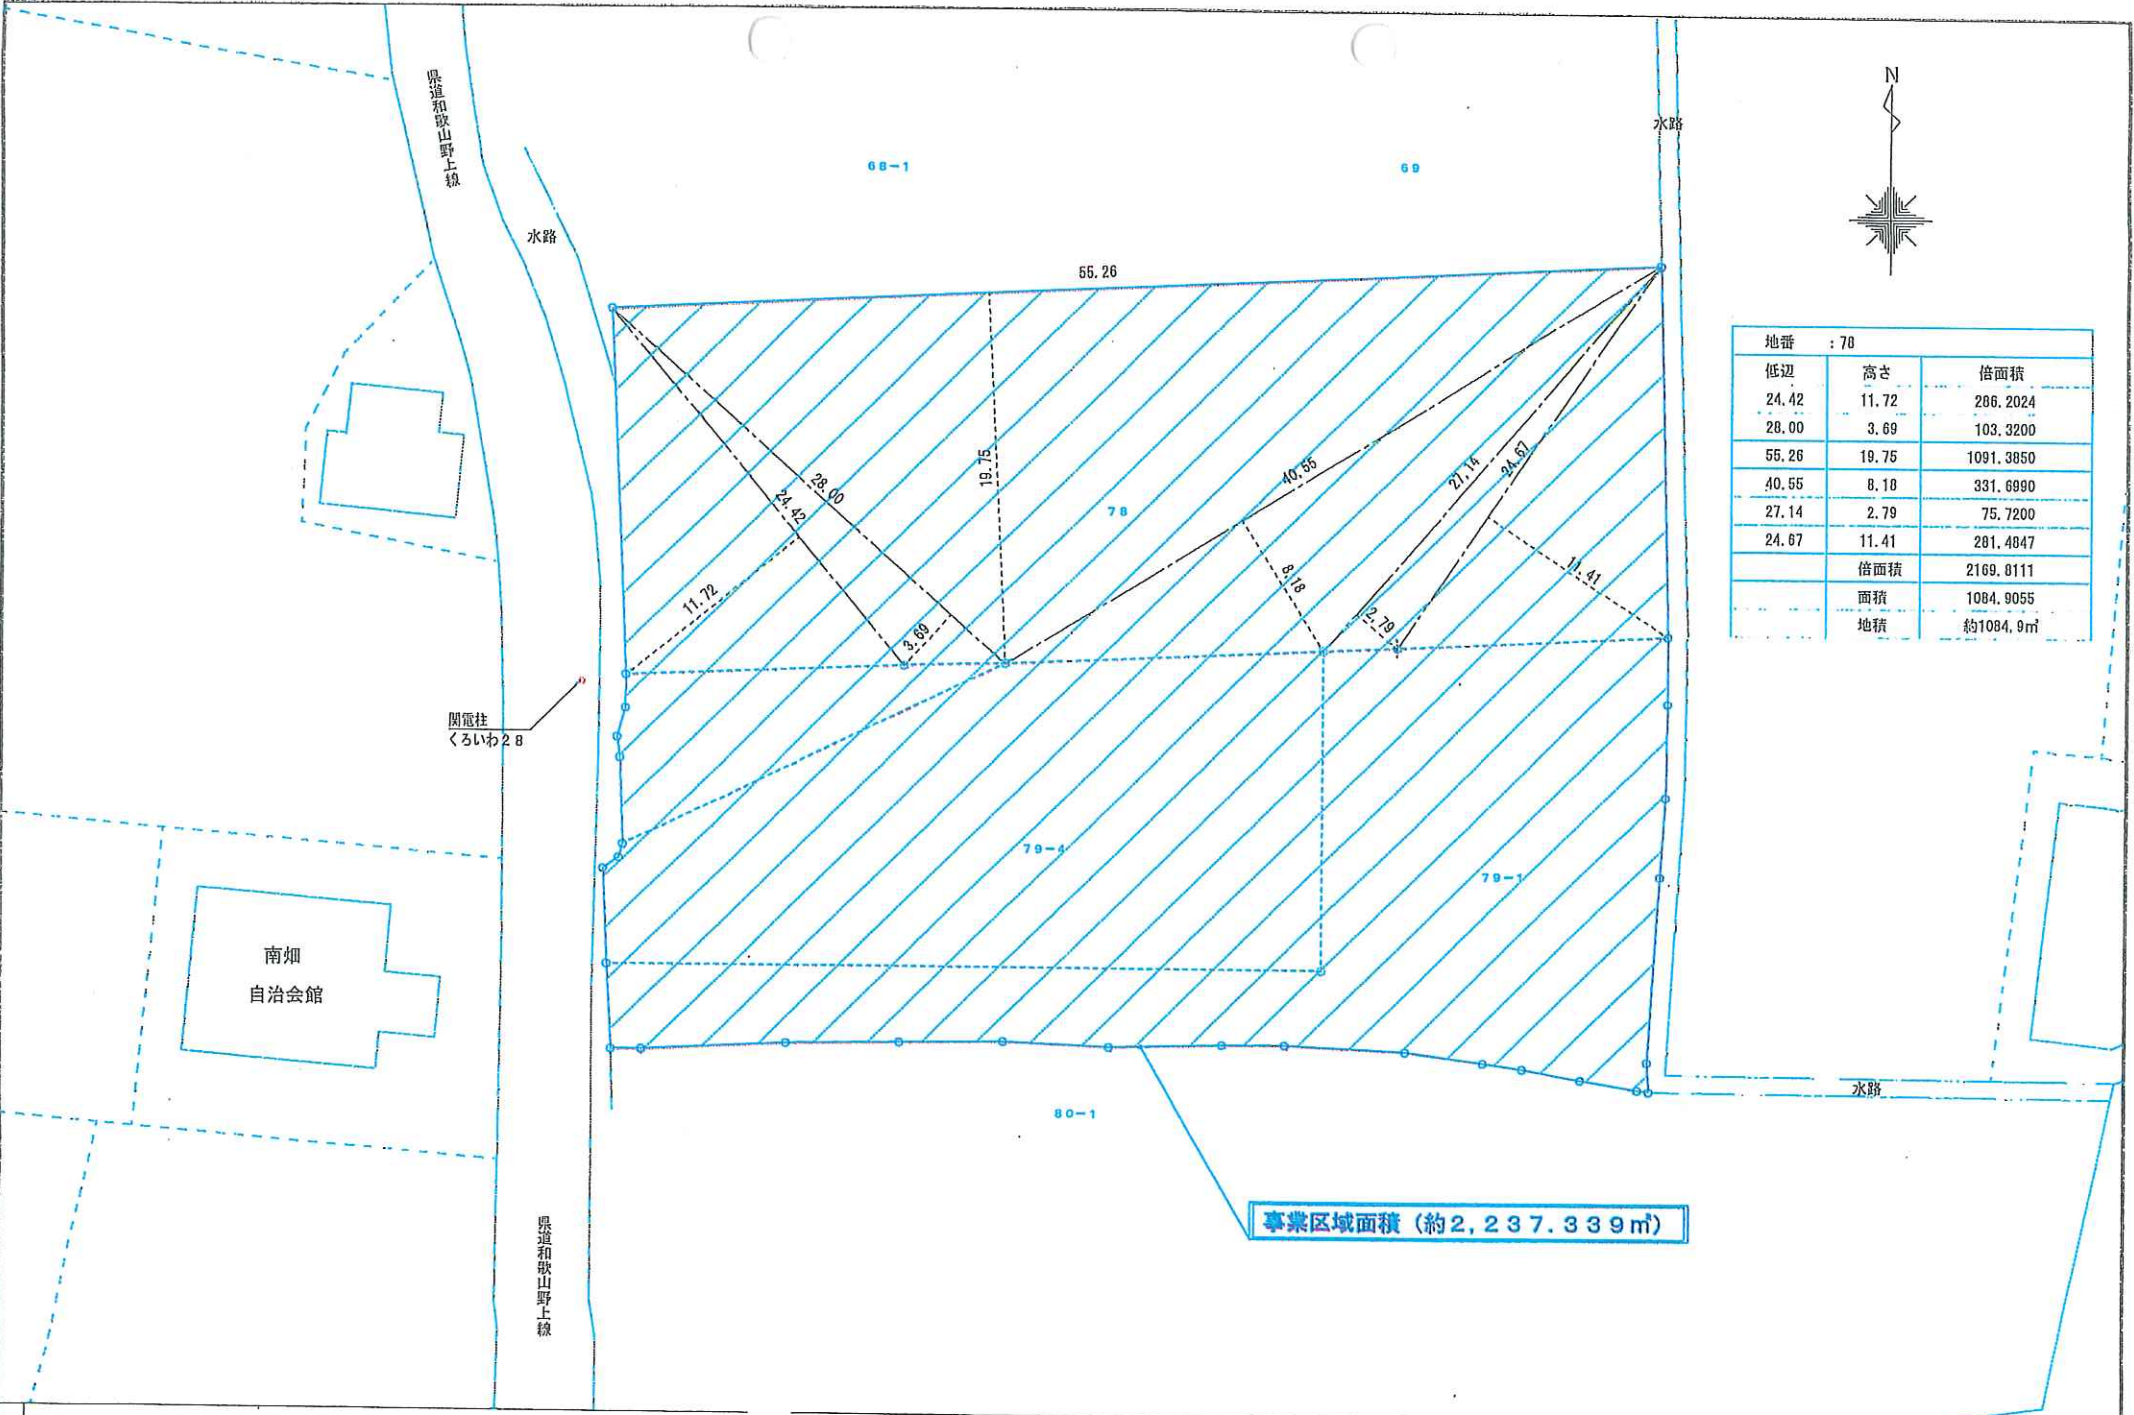 県道和歌山野上線
水路
68-1
69
水路
N
55.26
地番 : 78
低辺 高さ 倍面積
24.42 11.72 286.2024
28.00 3.69 103.3200
55.26 19.75 1091.3850
40.55 8.18 331.6990
27.14 2.79 75.7200
24.67 11.41 281.4847
倍面積 2169.8111
面積 1084.9055
地積 約1084.9㎡
28.00
24.42
19.75
40.55
27.14
24.67
78
11.72
3.69
8.18
2.79
11.41
関電柱
くろいわ28
79-4
79-1
南畑
自治会館
水路
80-1
事業区域面積（約2,237.339㎡）
県道和歌山野上線